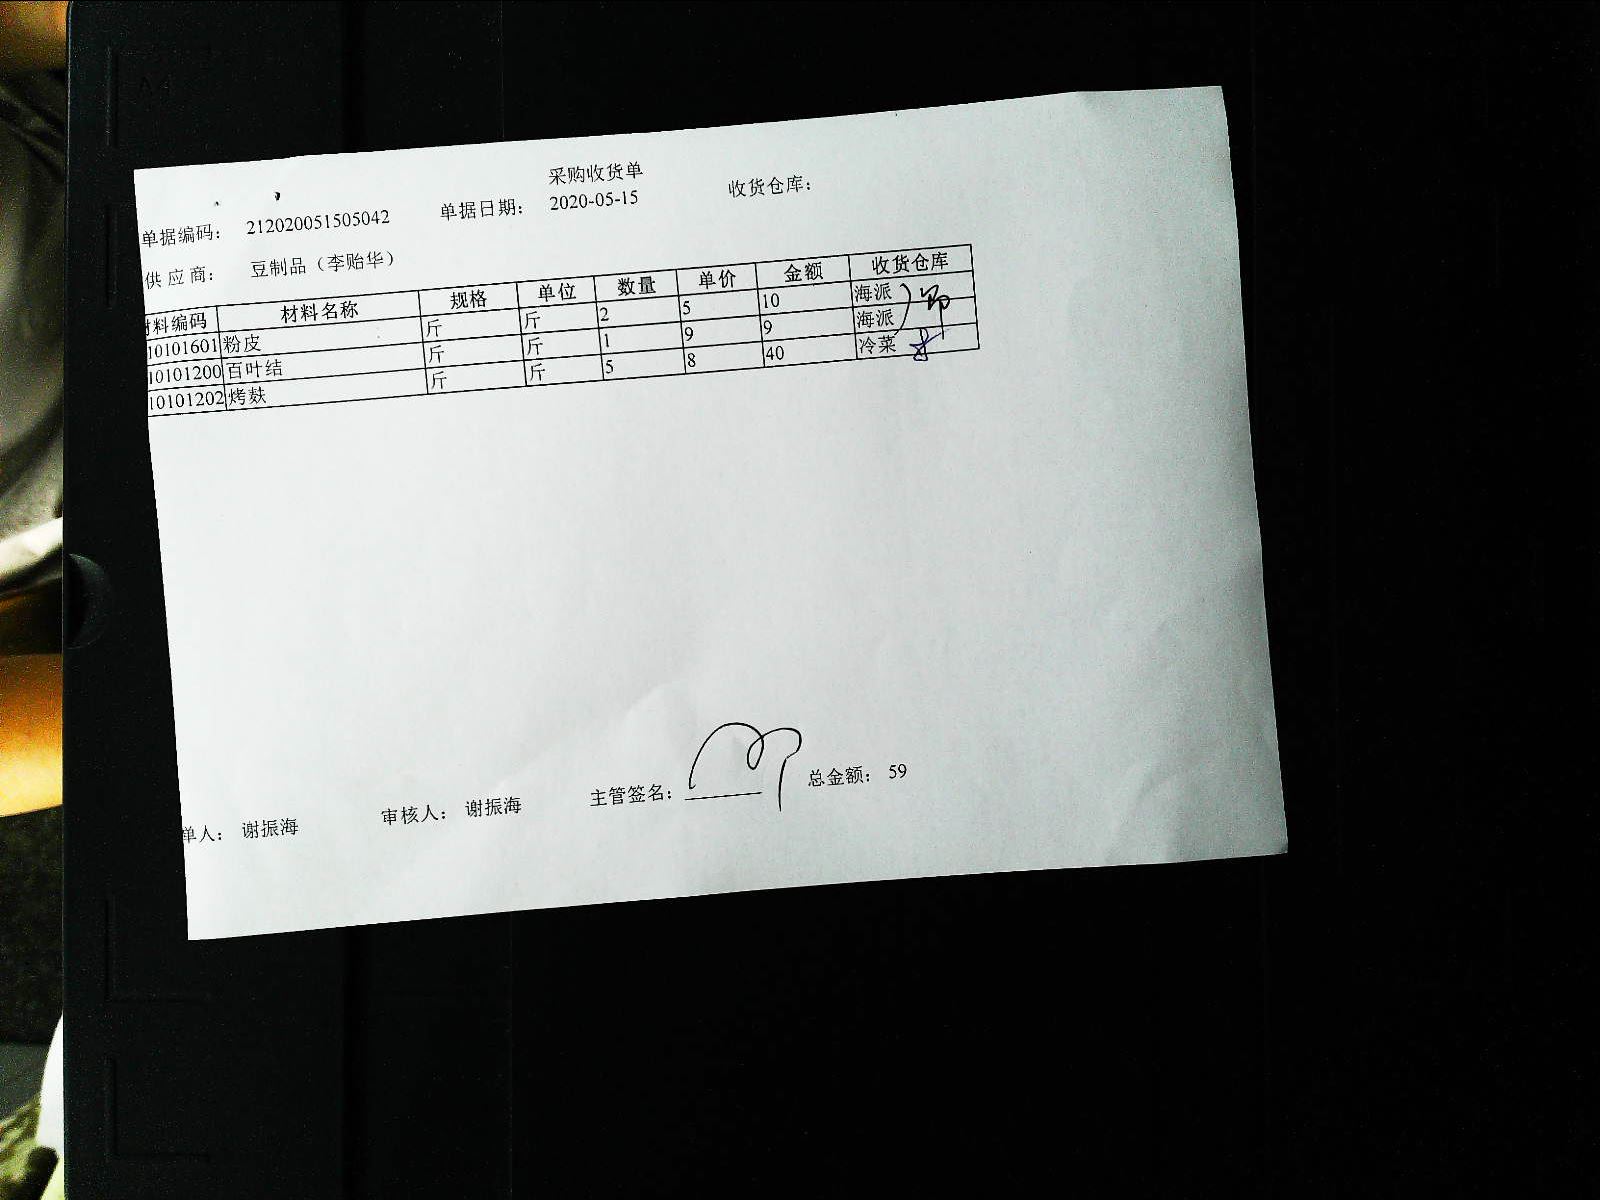 采购收货单
单据编码： 212020051505042 单据日期： 2020-05-15 收货仓库：
供 应 商： 豆制品（李贻华）
材料编码 材料名称 规格 单位 数量 单价 金额 收货仓库
10101601 粉皮 斤 斤 2 5 10 海派
10101200 百叶结 斤 斤 1 9 9 海派
10101202 烤麸 斤 斤 5 8 40 冷菜
单人： 谢振海 审核人： 谢振海 主管签名： 总金额： 59